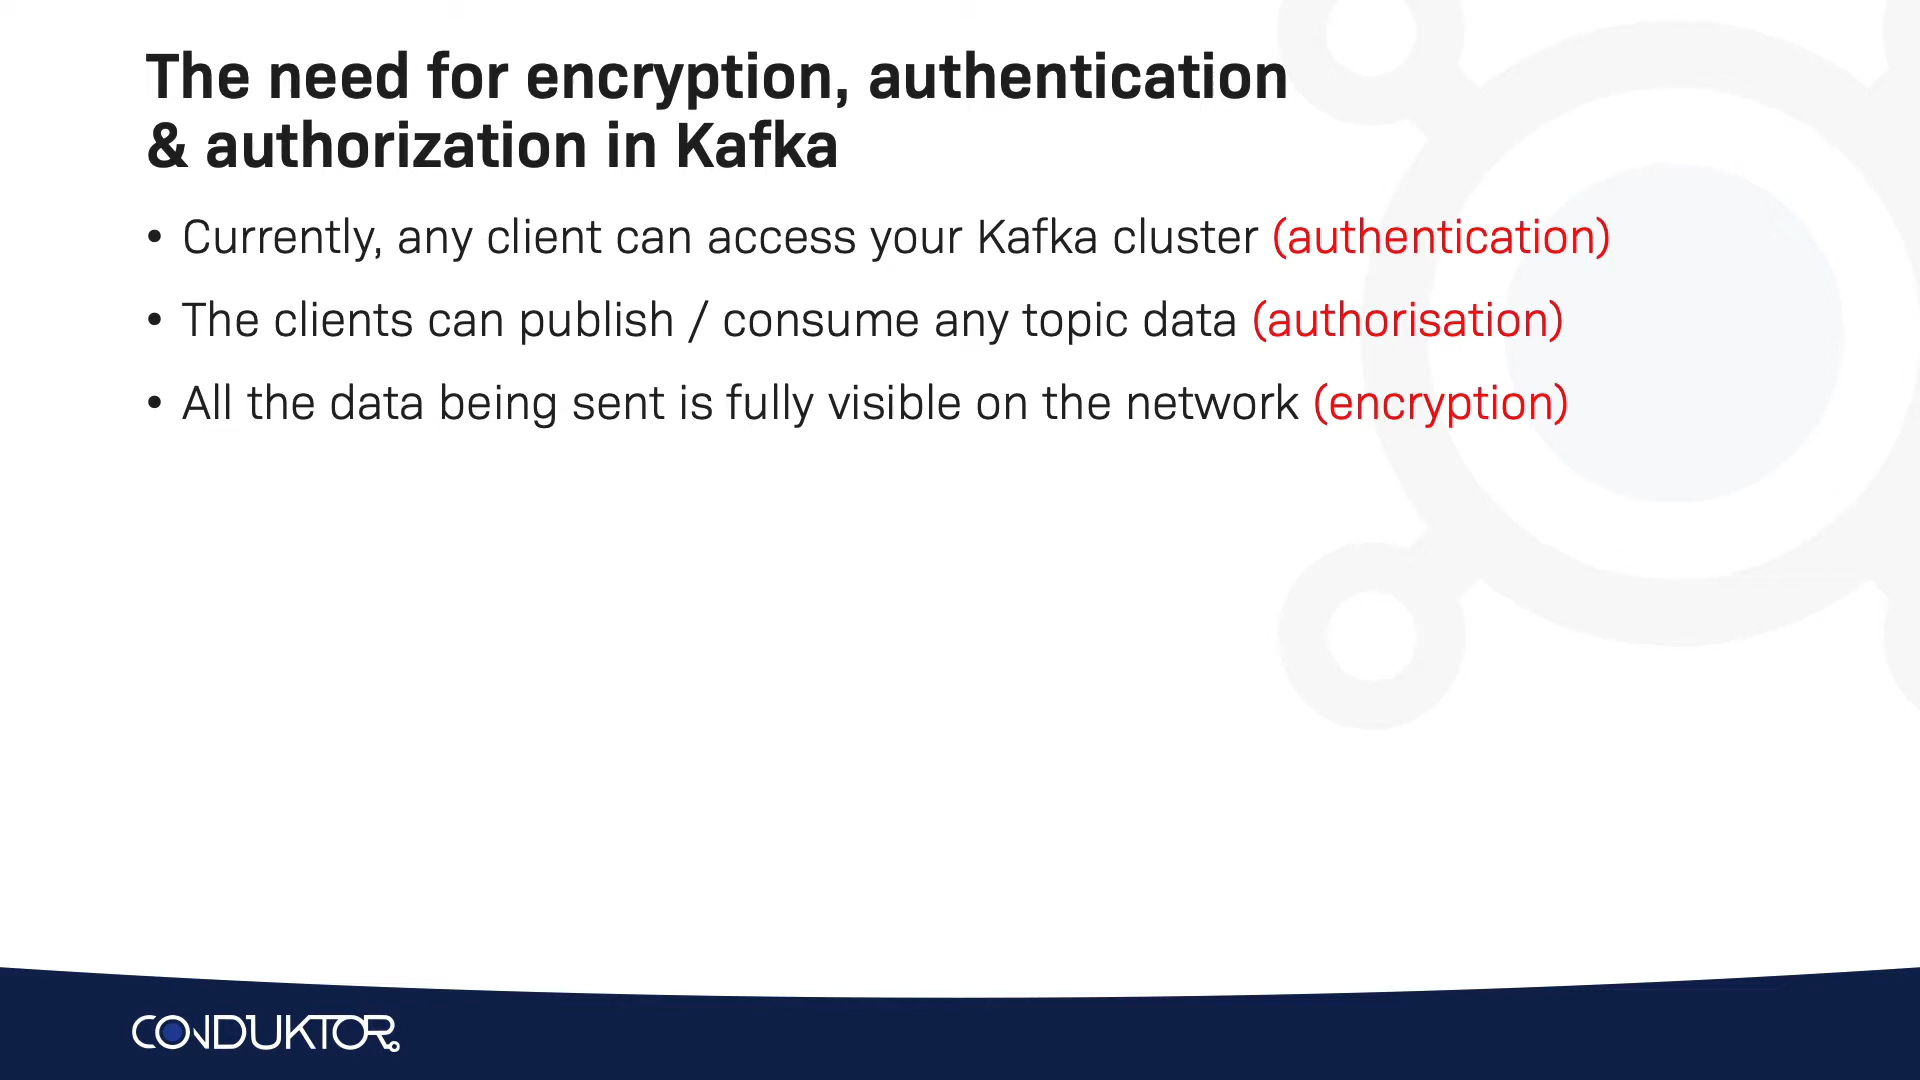 The need for encryption, authentication
& authorization in Kafka
• Currently, any client can access your Kafka cluster (authentication)
• The clients can publish / consume any topic data (authorisation)
• All the data being sent is fully visible on the network (encryption)
CONDUKTOR